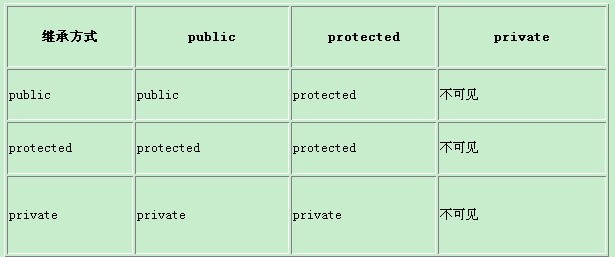 继承方式 public protected private
public public protected 不可见
protected protected protected 不可见
private private private 不可见